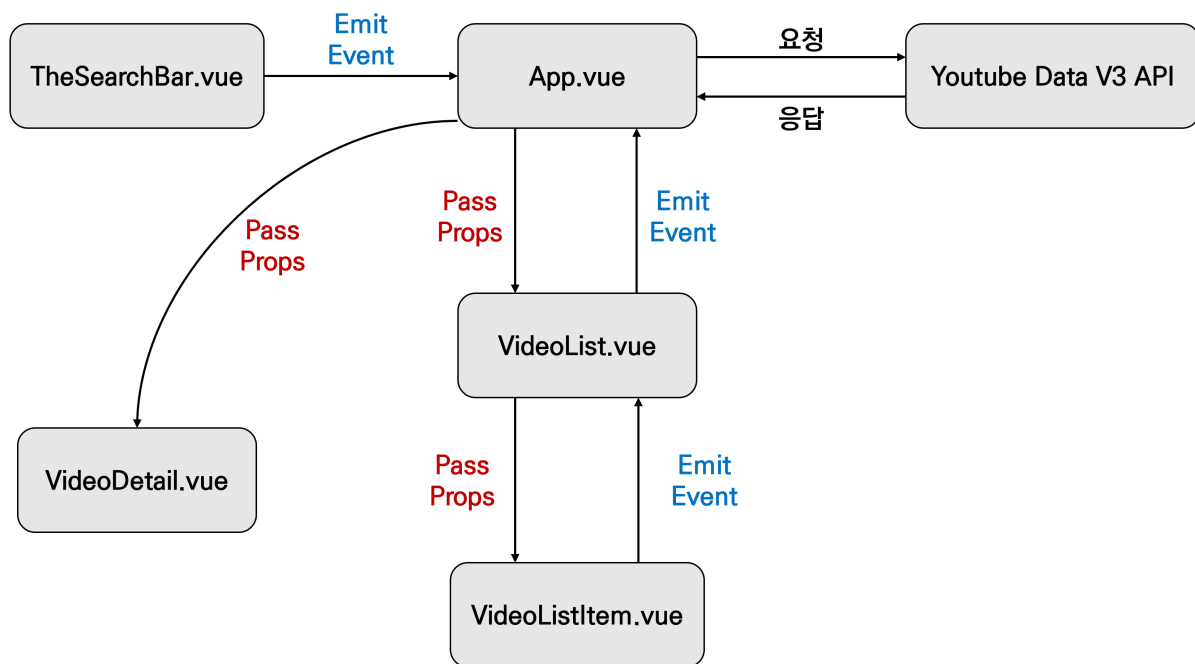 Emit
Event
요청
TheSearchBar.vue
App.vue
Youtube Data V3 API
응답
Pass
Props
Pass
Props
Emit
Event
VideoList.vue
VideoDetail.vue
Pass
Props
Emit
Event
VideoListItem.vue